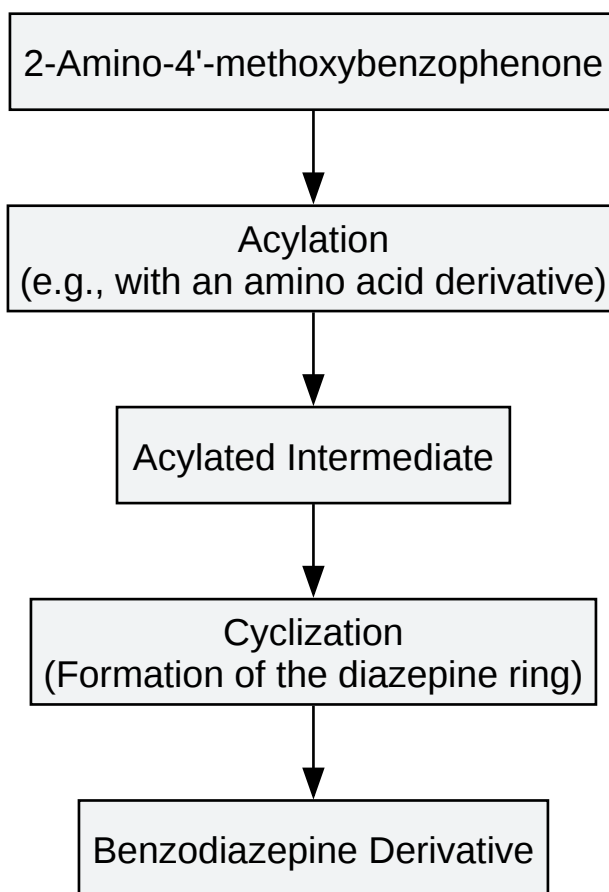 2-Amino-4'-methoxybenzophenone
Acylation
(e.g., with an amino acid derivative)
Acylated Intermediate
Cyclization
(Formation of the diazepine ring)
Benzodiazepine Derivative